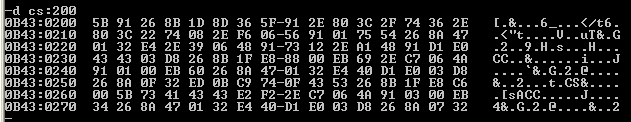 -d cs:200
0B43:0200  5B 91 26 8B 1D 8D 36 5F-91 2E 80 3C 2F 74 36 2E   [.&...6_...</t6.
0B43:0210  80 3C 22 74 08 2E F6 06-56 91 01 75 54 26 8A 47   .<"t....V..uT&.G
0B43:0220  01 32 E4 2E 39 06 48 91-73 12 2E A1 48 91 D1 E0   .2..9.H.s...H...
0B43:0230  43 43 03 D8 26 8B 1F E8-88 00 EB 69 2E C7 06 4A   CC..&......i...J
0B43:0240  91 01 00 EB 60 26 8A 47-01 32 E4 40 D1 E0 03 D8   ....`&.G.2.@....
0B43:0250  26 8A 0F 32 ED 0B C9 74-0F 43 53 26 8B 1F E8 C6   &..2...t.CS&....
0B43:0260  00 5B 73 41 43 43 E2 F2-2E C7 06 4A 91 03 00 EB   .[sACC.....J....
0B43:0270  34 26 8A 47 01 32 E4 40-D1 E0 03 D8 26 8A 07 32   4&.G.2.@....&..2
-